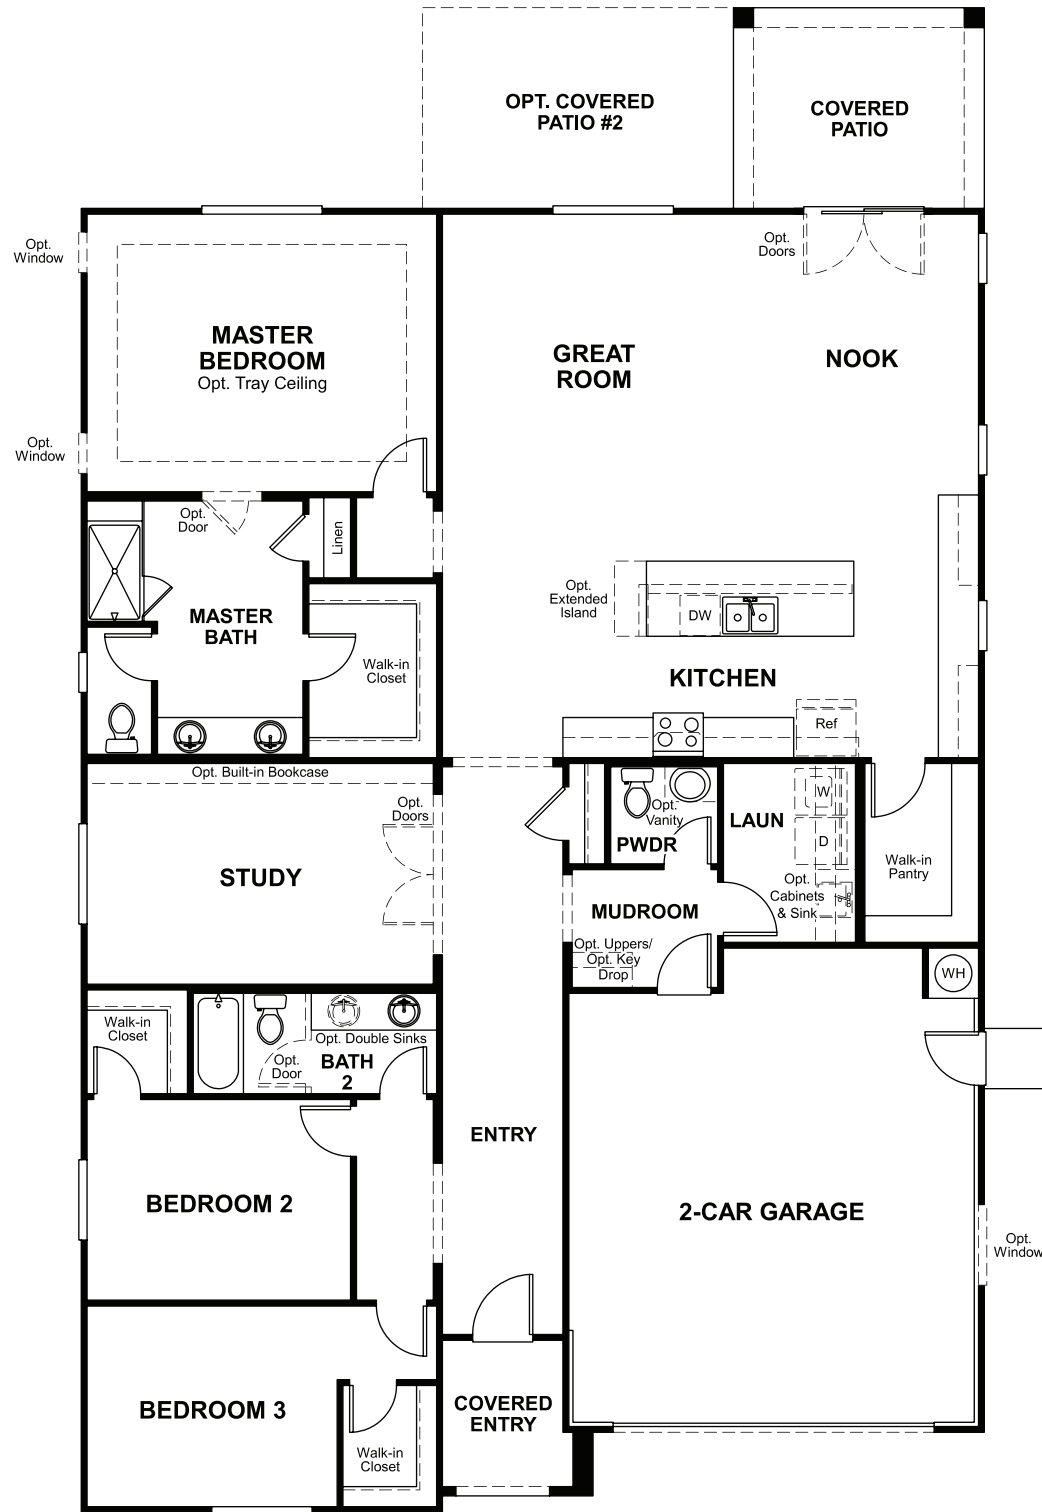 OPT. COVERED
PATIO #2
COVERED
PATIO
Opt.
Window
Opt.
Doors
MASTER
BEDROOM
Opt. Tray Ceiling
GREAT
ROOM
NOOK
Opt.
Window
Opt.
Door
Linen
Opt.
Extended
Island
DW
MASTER
BATH
Walk-in
Closet
KITCHEN
Ref
Opt. Built-in Bookcase
Opt.
Doors
STUDY
Opt.
Vanity
PWDR
LAUN
W
D
Opt.
Cabinets
& Sink
Walk-in
Pantry
MUDROOM
Opt. Uppers/
Opt. Key
Drop
WH
Walk-in
Closet
Opt. Double Sinks
Opt.
Door
BATH
2
ENTRY
BEDROOM 2
2-CAR GARAGE
Opt.
Window
BEDROOM 3
COVERED
ENTRY
Walk-in
Closet